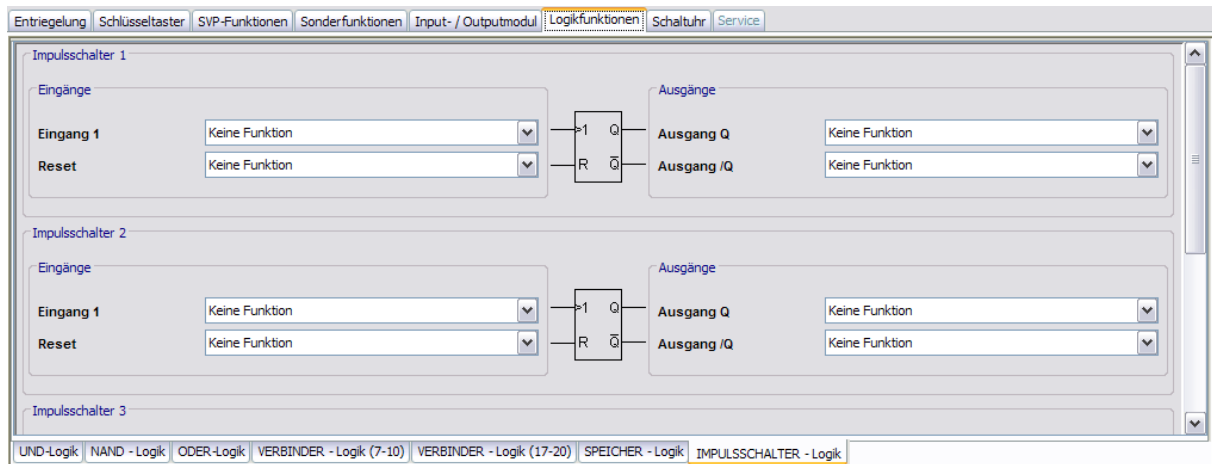 Entriegelung Schlüsseltaster SVP-Funktionen Sonderfunktionen Input- / Outputmodul Logikfunktionen Schaltuhr Service
Impulsschalter 1
Eingänge Ausgänge
Eingang 1 Keine Funktion 1 Q Ausgang Q Keine Funktion
Reset Keine Funktion R Q̅ Ausgang /Q Keine Funktion
Impulsschalter 2
Eingänge Ausgänge
Eingang 1 Keine Funktion 1 Q Ausgang Q Keine Funktion
Reset Keine Funktion R Q̅ Ausgang /Q Keine Funktion
Impulsschalter 3
UND-Logik NAND - Logik ODER-Logik VERBINDER - Logik (7-10) VERBINDER - Logik (17-20) SPEICHER - Logik IMPULSSCHALTER - Logik